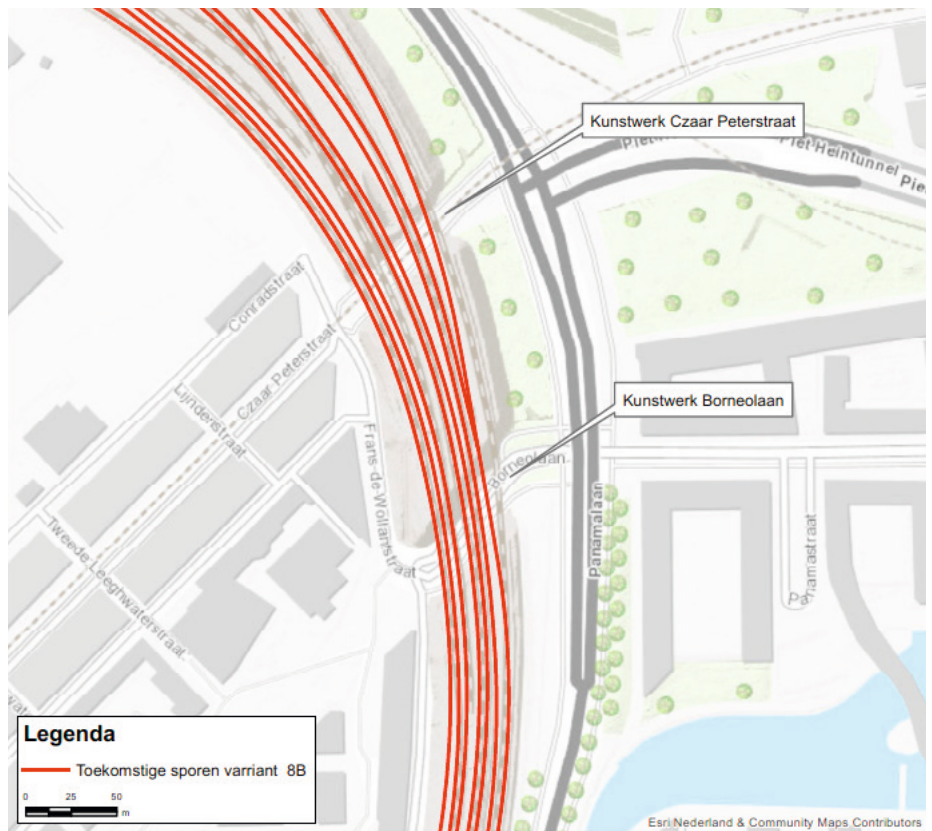 Kunstwerk Czaar Peterstraat
Piet Heintunnel
Conradstraat
Czaar Peterstraat
Lijndenstraat
Kunstwerk Borneolaan
Borneolaan
Frans de Wollantstraat
Panamalaan
Panamastraat
Tweede Leeghwaterstraat
Legenda
Toekomstige sporen varriant 8B
0 25 50
m
Esri Nederland & Community Maps Contributors